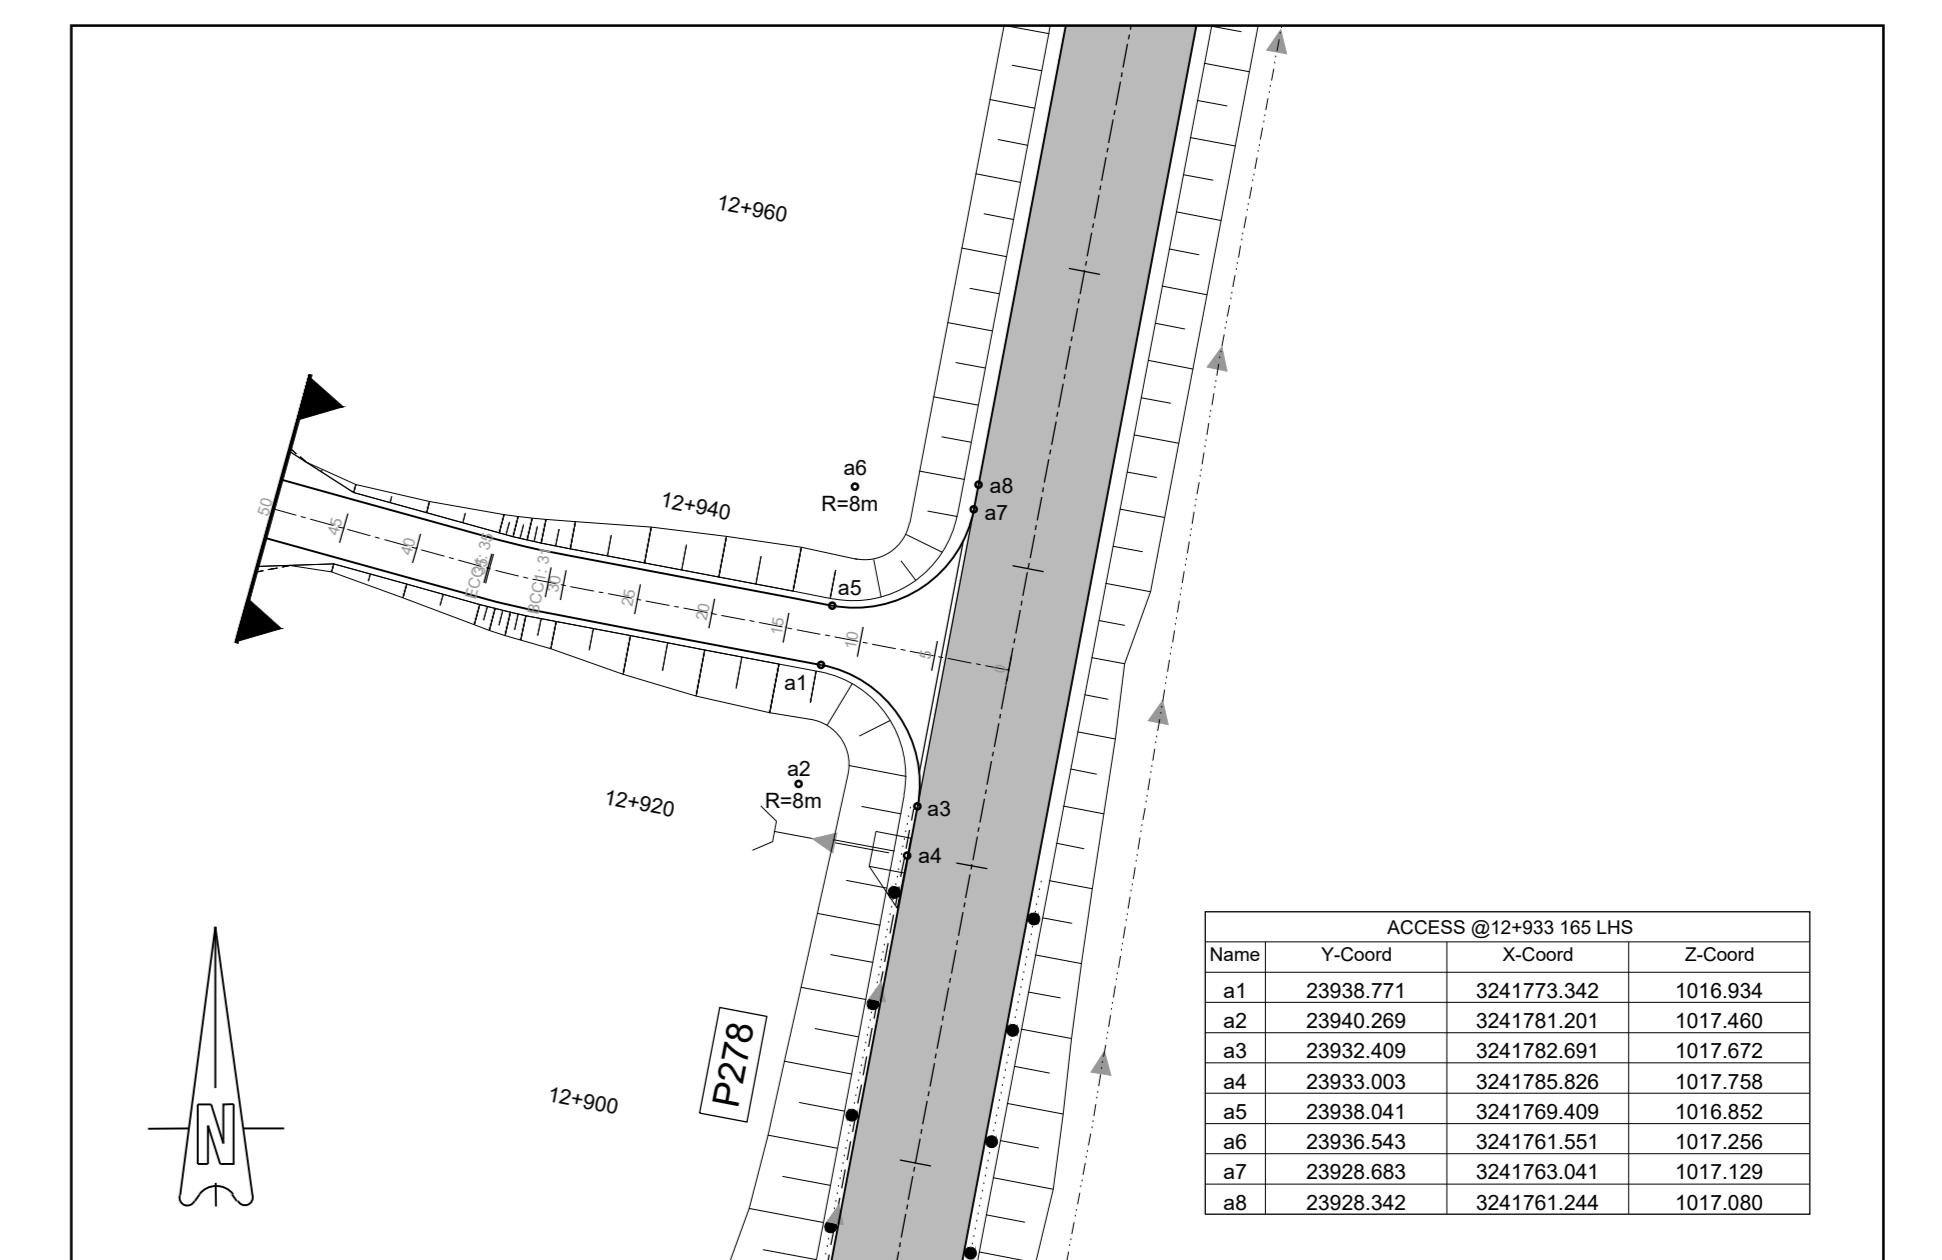 12+960
a6
R=8m
a8
a7
12+940
50
45
40
35
BCC1: 31
30
25
20
15
10
5
0
a5
a1
a2
R=8m
12+920
a3
a4
12+900
P278
N
ACCESS @12+933 165 LHS
Name Y-Coord X-Coord Z-Coord
a1 23938.771 3241773.342 1016.934
a2 23940.269 3241781.201 1017.460
a3 23932.409 3241782.691 1017.672
a4 23933.003 3241785.826 1017.758
a5 23938.041 3241769.409 1016.852
a6 23936.543 3241761.551 1017.256
a7 23928.683 3241763.041 1017.129
a8 23928.342 3241761.244 1017.080